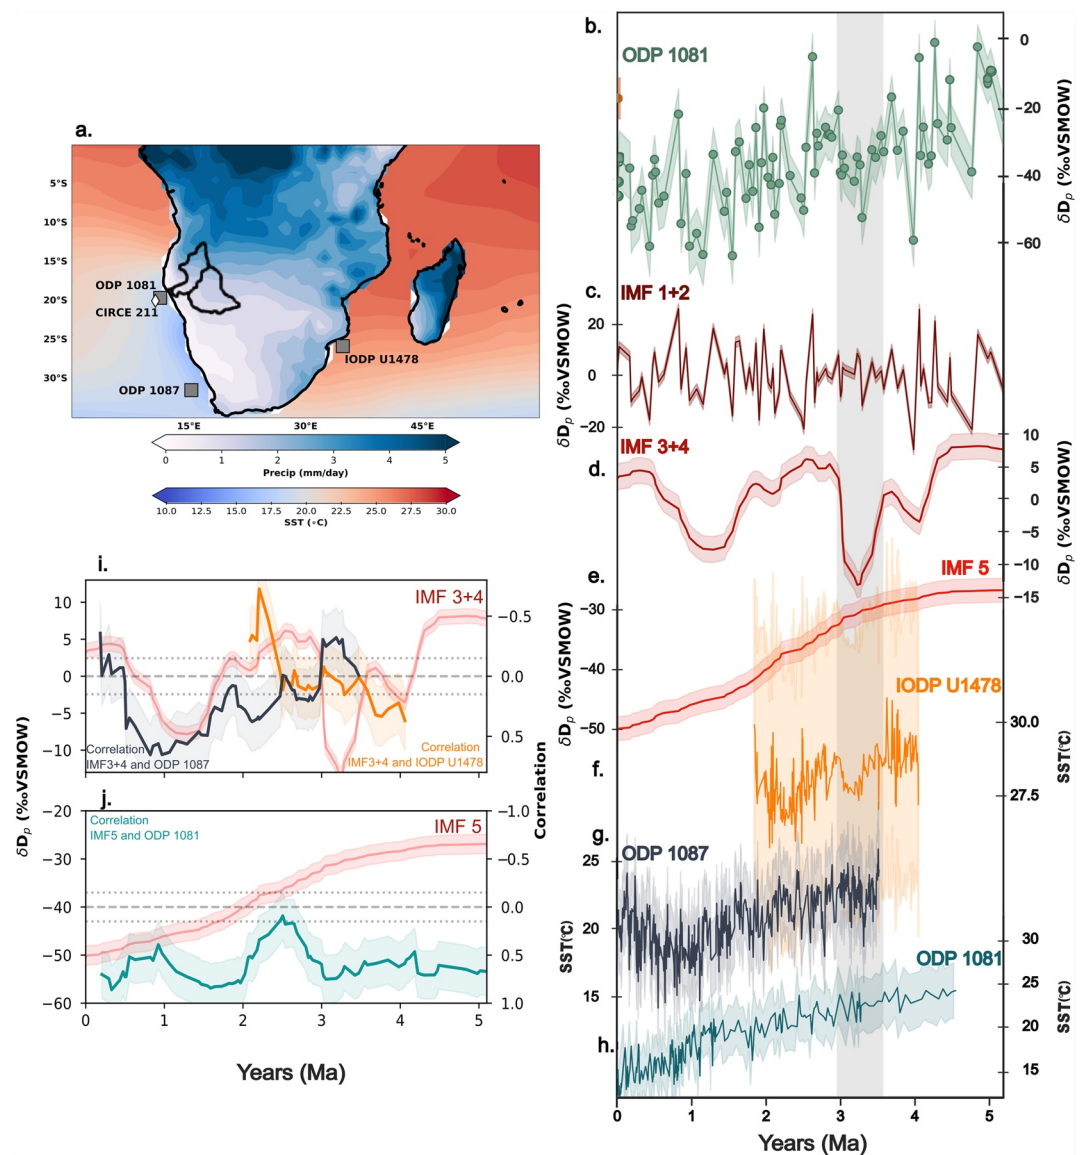 a.
5°S
10°S
15°S
20°S
25°S
30°S
ODP 1081
CIRCE 211
IODP U1478
ODP 1087
15°E 30°E 45°E
0 1 2 3 4 5
Precip (mm/day)
10.0 12.5 15.0 17.5 20.0 22.5 25.0 27.5 30.0
SST (∘C)
b.
ODP 1081
0
−20
−40
−60
δDₚ (‰VSMOW)
c.
IMF 1+2
20
0
−20
δDₚ (‰VSMOW)
d.
IMF 3+4
10
5
0
−5
−10
−15
δDₚ (‰VSMOW)
e.
IMF 5
−30
−40
−50
δDₚ (‰VSMOW)
IODP U1478
f.
30.0
27.5
SST(℃)
g.
ODP 1087
25
20
15
SST(℃)
ODP 1081
h.
30
25
20
15
SST(℃)
0 1 2 3 4 5
Years (Ma)
i.
IMF 3+4
10
5
0
−5
−10
−0.5
0.0
0.5
Correlation
IMF3+4 and ODP 1087
Correlation
IMF3+4 and IODP U1478
j.
Correlation
IMF5 and ODP 1081
IMF 5
−20
−30
−40
−50
−60
−1.0
−0.5
0.0
0.5
1.0
δDₚ (‰VSMOW)
Correlation
0 1 2 3 4 5
Years (Ma)